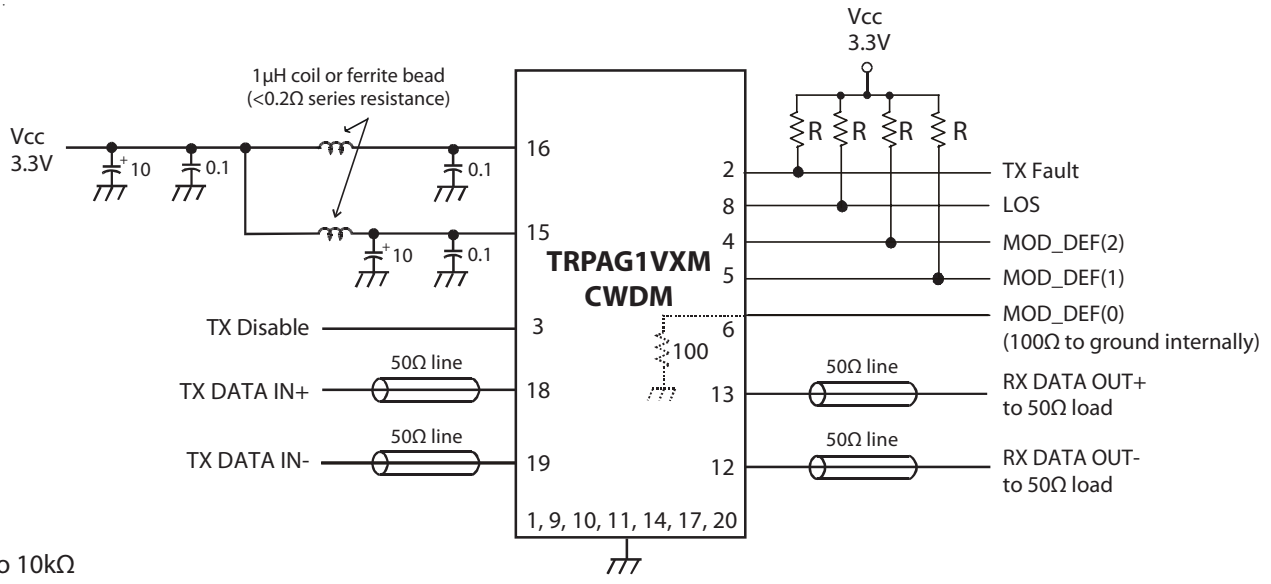 Vcc
3.3V
1µH coil or ferrite bead
(<0.2Ω series resistance)
Vcc
3.3V
+ 10
0.1
0.1
16
+ 10
0.1
15
R
R
R
R
2
TX Fault
8
LOS
4
MOD_DEF(2)
5
MOD_DEF(1)
6
MOD_DEF(0)
(100Ω to ground internally)
TRPAG1VXM
CWDM
100
TX Disable
3
TX DATA IN+
50Ω line
18
TX DATA IN-
50Ω line
19
13
50Ω line
RX DATA OUT+
to 50Ω load
12
50Ω line
RX DATA OUT-
to 50Ω load
1, 9, 10, 11, 14, 17, 20
10kΩ